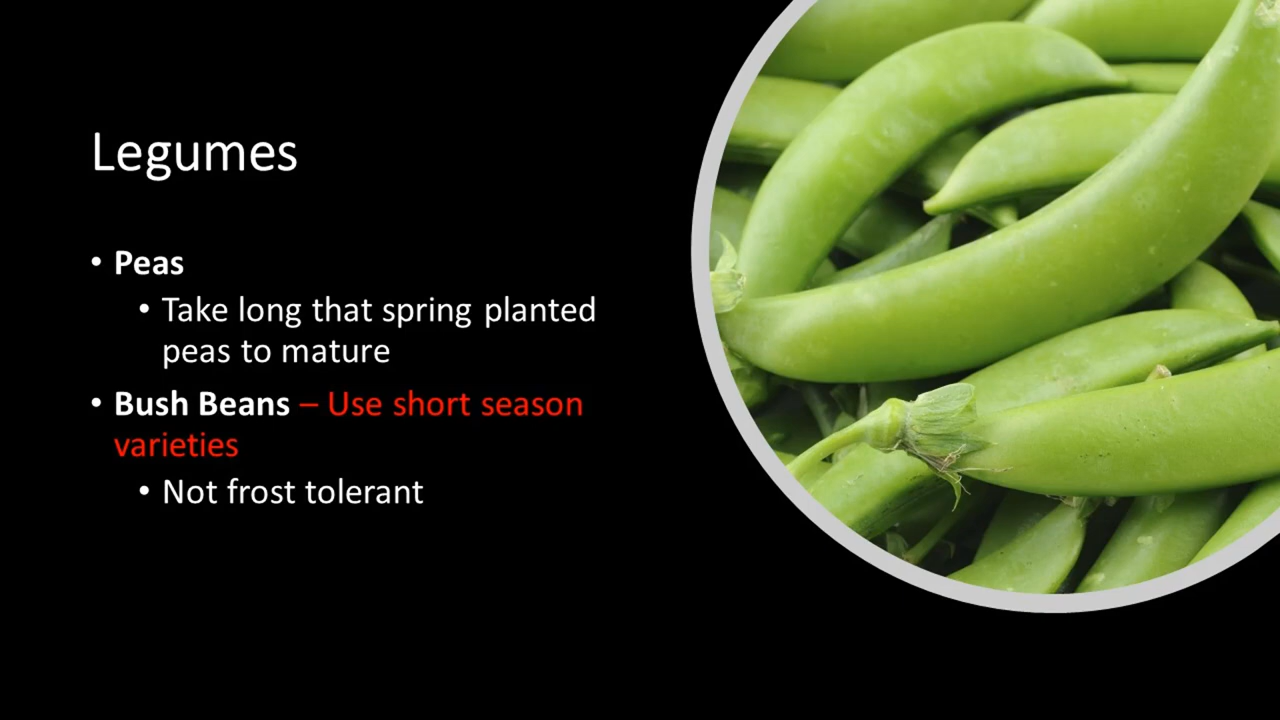 Legumes
• Peas
• Take long that spring planted
peas to mature
• Bush Beans – Use short season
varieties
• Not frost tolerant